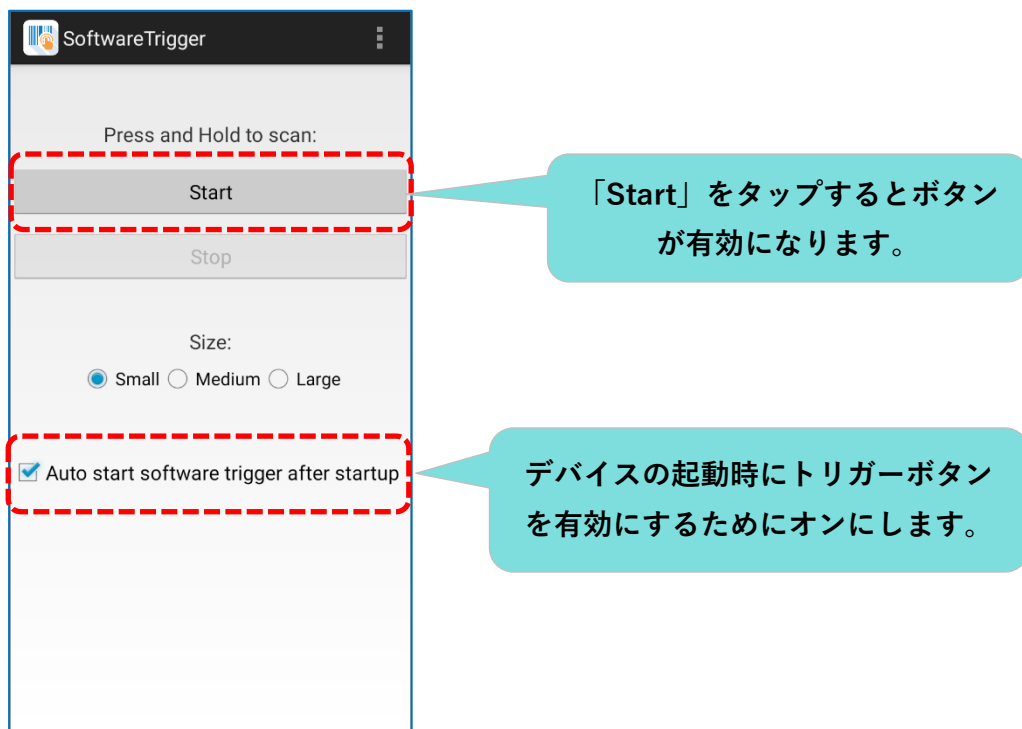 SoftwareTrigger
Press and Hold to scan:
Start
「Start」をタップするとボタン
が有効になります。
Stop
Size:
Small Medium Large
Auto start software trigger after startup
デバイスの起動時にトリガーボタン
を有効にするためにオンにします。